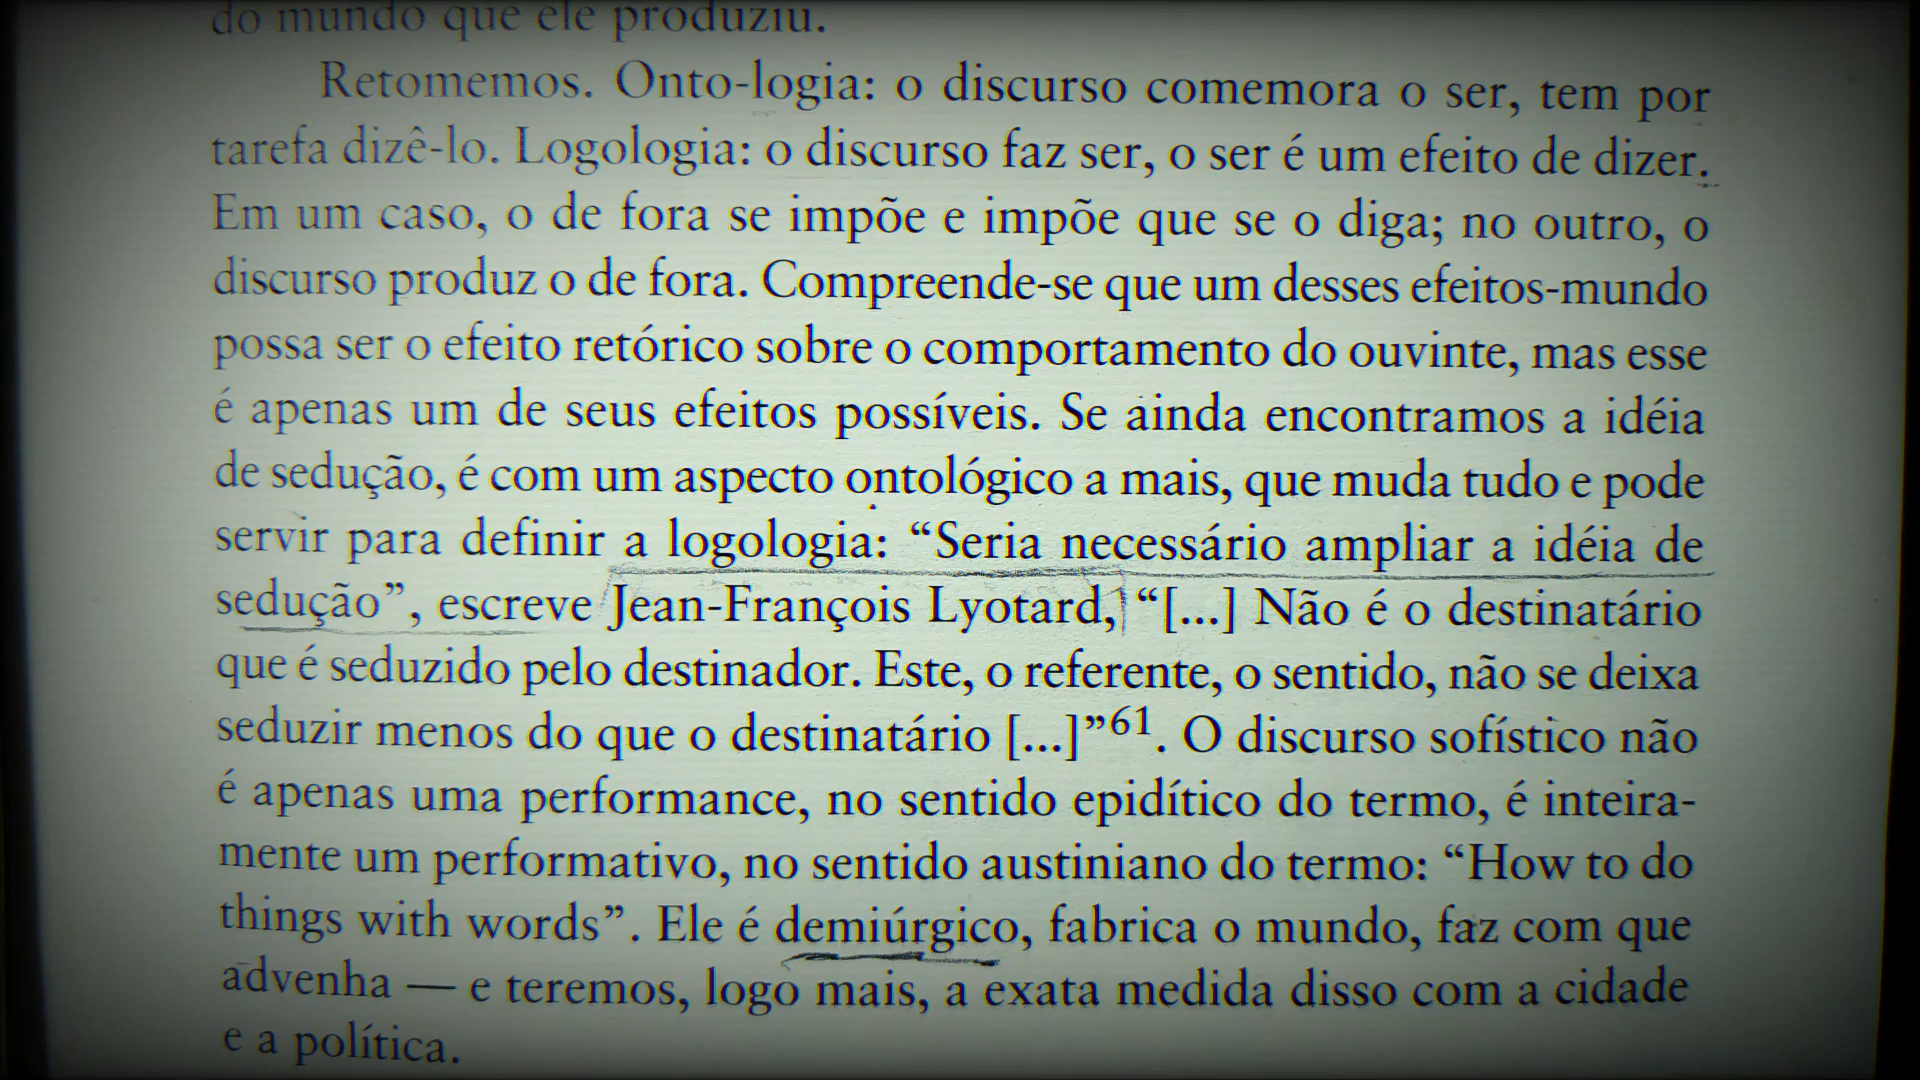 do mundo que ele produziu.
Retomemos. Onto-logia: o discurso comemora o ser, tem por
tarefa dizê-lo. Logologia: o discurso faz ser, o ser é um efeito de dizer.
Em um caso, o de fora se impõe e impõe que se o diga; no outro, o
discurso produz o de fora. Compreende-se que um desses efeitos-mundo
possa ser o efeito retórico sobre o comportamento do ouvinte, mas esse
é apenas um de seus efeitos possíveis. Se ainda encontramos a idéia
de sedução, é com um aspecto ontológico a mais, que muda tudo e pode
servir para definir a logologia: “Seria necessário ampliar a idéia de
sedução”, escreve Jean-François Lyotard, “[...] Não é o destinatário
que é seduzido pelo destinador. Este, o referente, o sentido, não se deixa
seduzir menos do que o destinatário [...]”61. O discurso sofístico não
é apenas uma performance, no sentido epidítico do termo, é inteira-
mente um performativo, no sentido austiniano do termo: “How to do
things with words”. Ele é demiúrgico, fabrica o mundo, faz com que
advenha — e teremos, logo mais, a exata medida disso com a cidade
e a política.